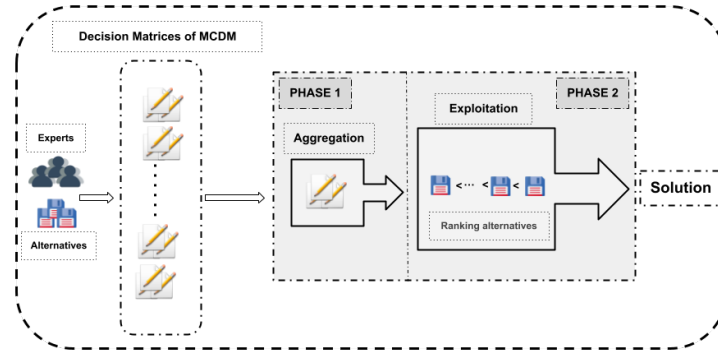 Decision Matrices of MCDM
Experts
Alternatives
PHASE 1
Aggregation
PHASE 2
Exploitation
< ... < <
Ranking alternatives
Solution